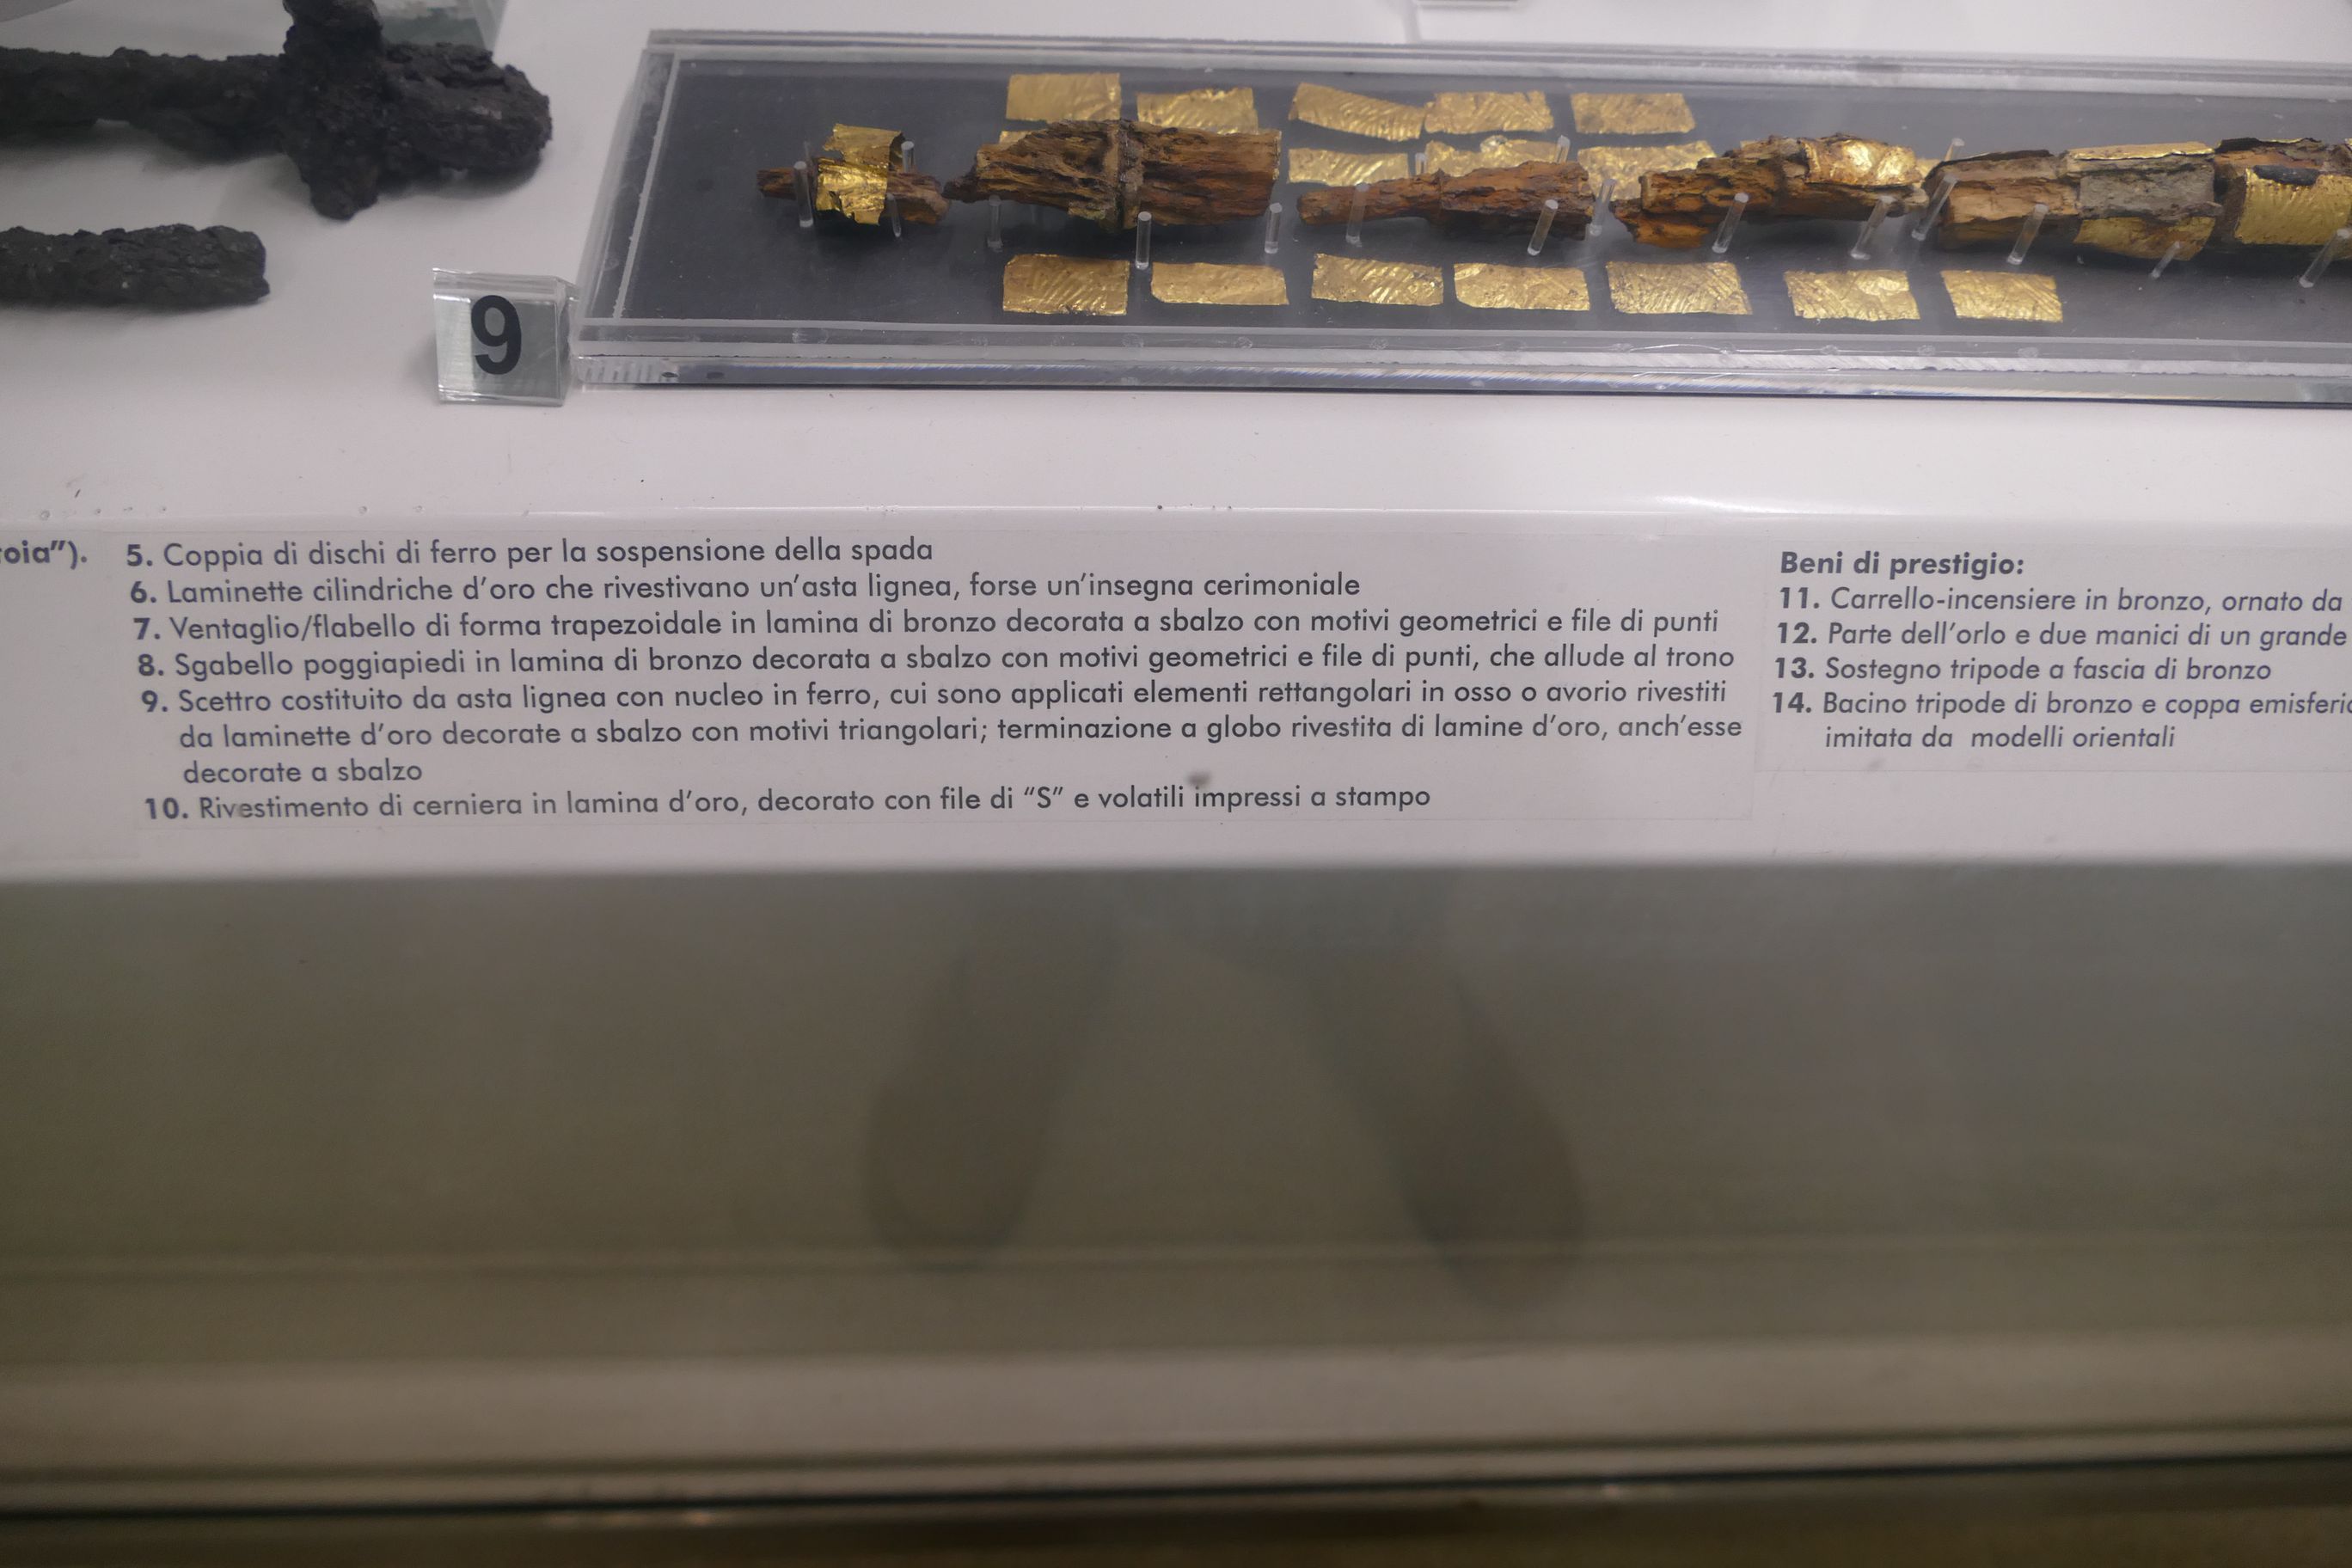 9
oia").
5. Coppia di dischi di ferro per la sospensione della spada
6. Laminette cilindriche d'oro che rivestivano un'asta lignea, forse un'insegna cerimoniale
7. Ventaglio/flabello di forma trapezoidale in lamina di bronzo decorata a sbalzo con motivi geometrici e file di punti
8. Sgabello poggiapiedi in lamina di bronzo decorata a sbalzo con motivi geometrici e file di punti, che allude al trono
9. Scettro costituito da asta lignea con nucleo in ferro, cui sono applicati elementi rettangolari in osso o avorio rivestiti
da laminette d'oro decorate a sbalzo con motivi triangolari; terminazione a globo rivestita di lamine d'oro, anch'esse
decorate a sbalzo
10. Rivestimento di cerniera in lamina d'oro, decorato con file di "S" e volatili impressi a stampo
Beni di prestigio:
11. Carrello-incensiere in bronzo, ornato da
12. Parte dell'orlo e due manici di un grande
13. Sostegno tripode a fascia di bronzo
14. Bacino tripode di bronzo e coppa emisferic
imitata da modelli orientali